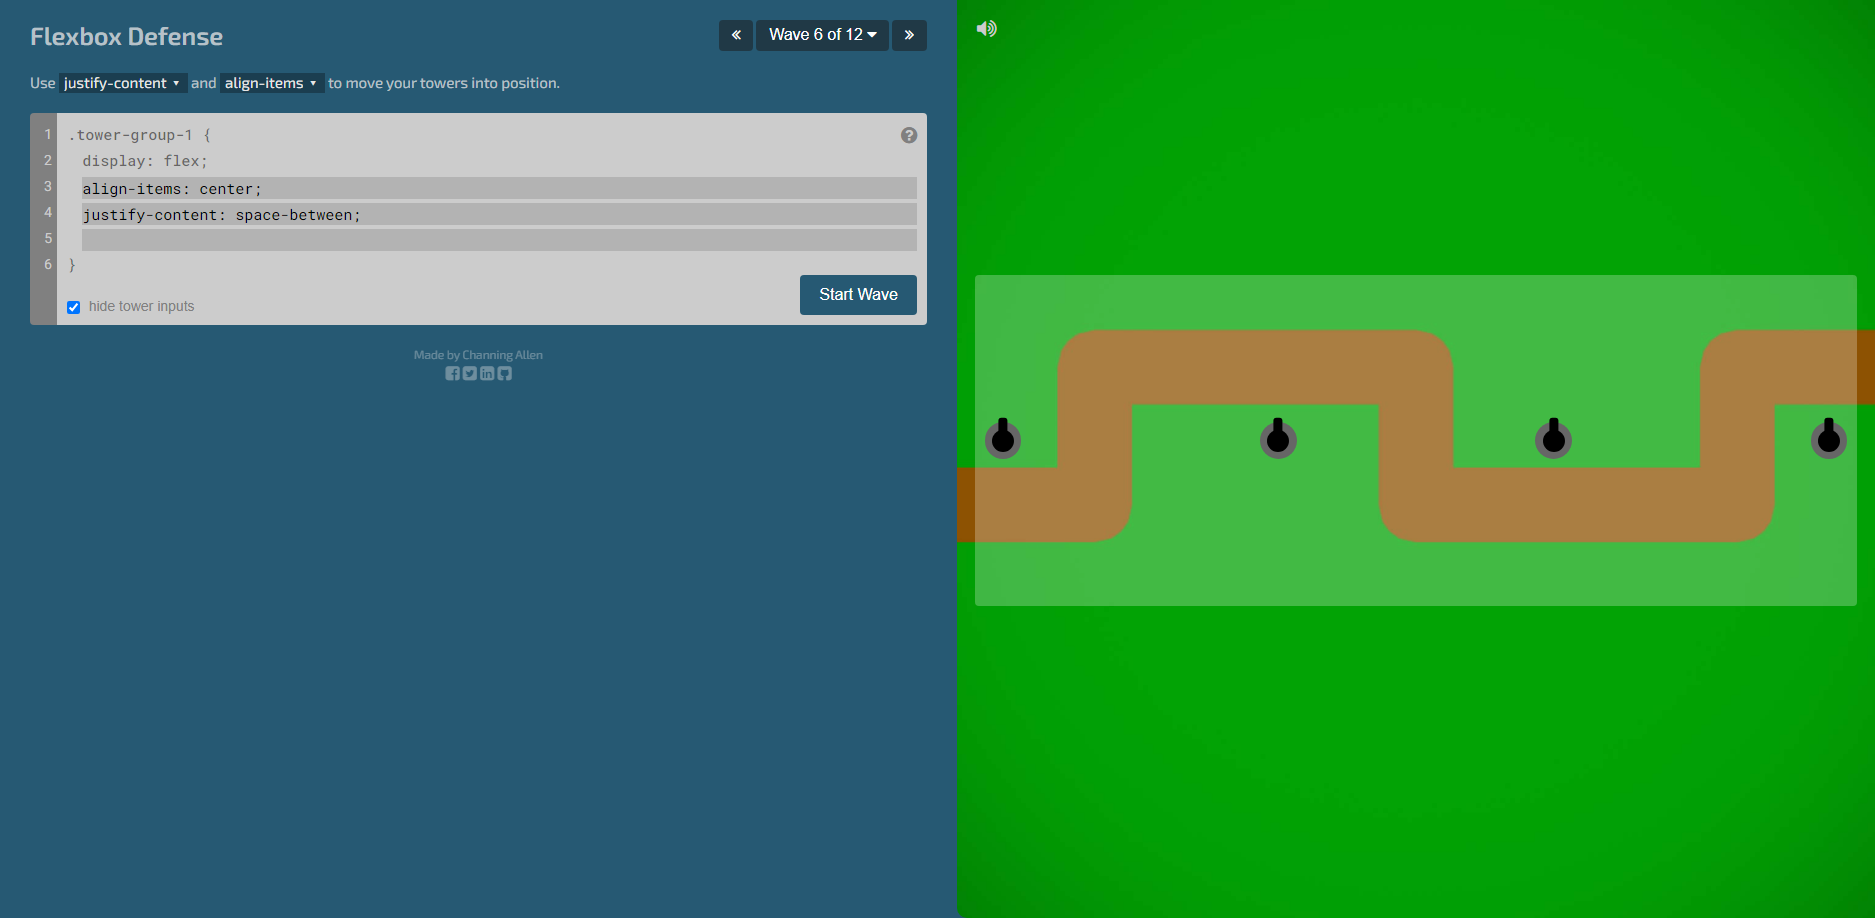 Flexbox Defense
« Wave 6 of 12 »
Use justify-content and align-items to move your towers into position.
1 .tower-group-1 {
2 display: flex;
3 align-items: center;
4 justify-content: space-between;
5
6 }
hide tower inputs
Start Wave
Made by Channing Allen